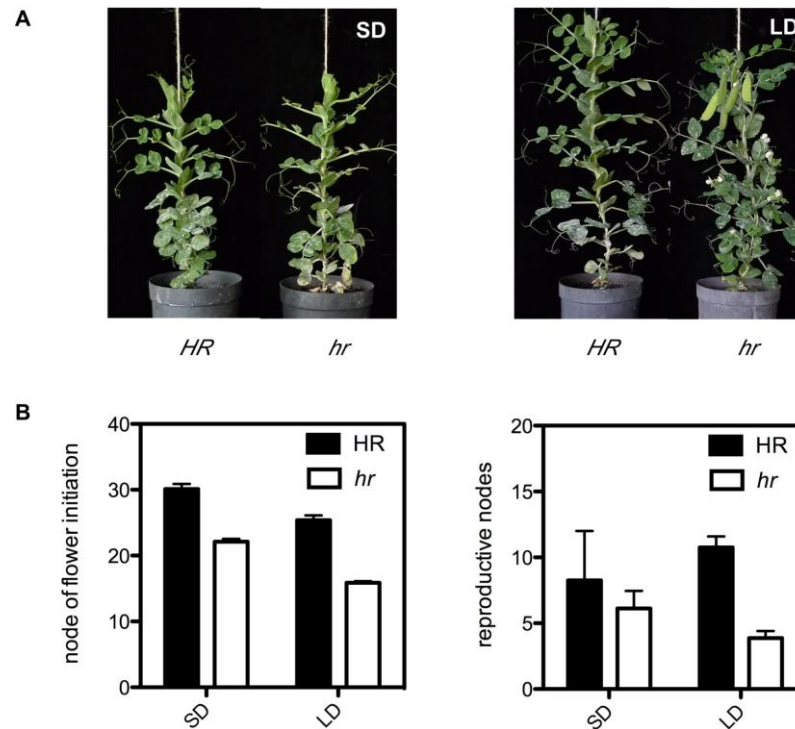 A
SD
LD
HR
hr
HR
hr
B
node of flower initiation
40
30
20
10
0
HR
hr
SD
LD
reproductive nodes
20
15
10
5
0
HR
hr
SD
LD